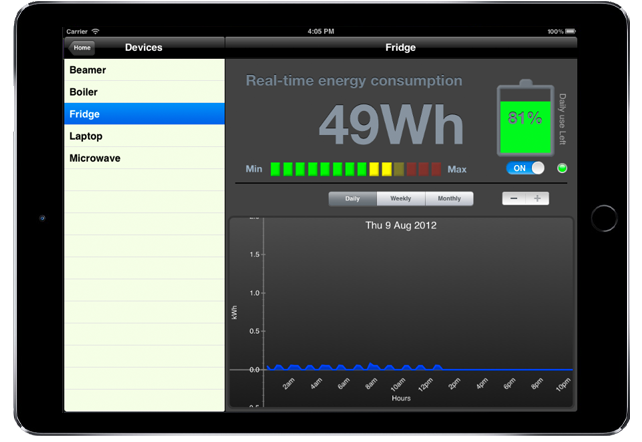 Carrier 4:05 PM 100%
Home Devices Fridge
Beamer
Boiler
Fridge
Laptop
Microwave
Real-time energy consumption
49Wh
81%
Daily use Left
Min Max
ON
Daily Weekly Monthly
− +
Thu 9 Aug 2012
2.0
1.5
1.0
0.5
0.0
kWh
2am 4am 6am 8am 10am 12pm 2pm 4pm 6pm 8pm 10pm
Hours